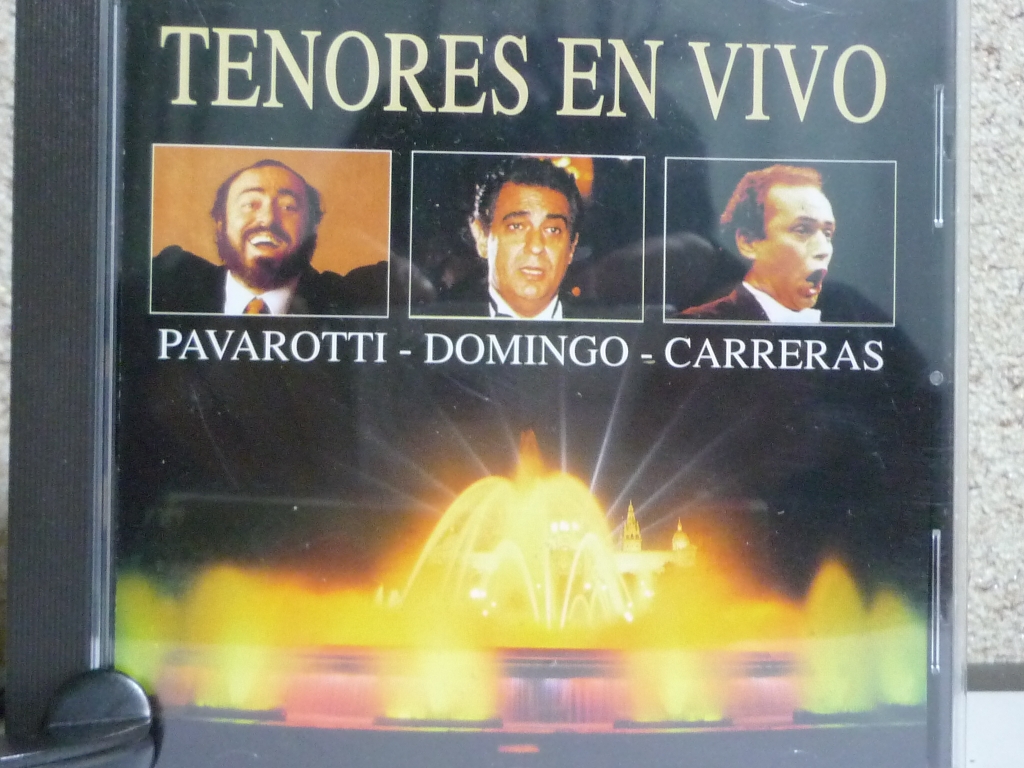 TENORES EN VIVO
PAVAROTTI - DOMINGO - CARRERAS